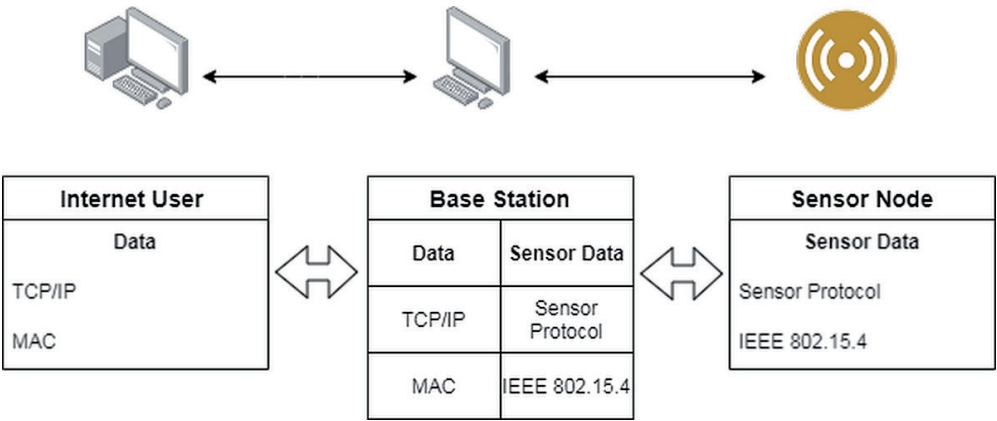 Internet User
Data
TCP/IP
MAC
Base Station
Data
Sensor Data
TCP/IP
Sensor
Protocol
MAC
IEEE 802.15.4
Sensor Node
Sensor Data
Sensor Protocol
IEEE 802.15.4